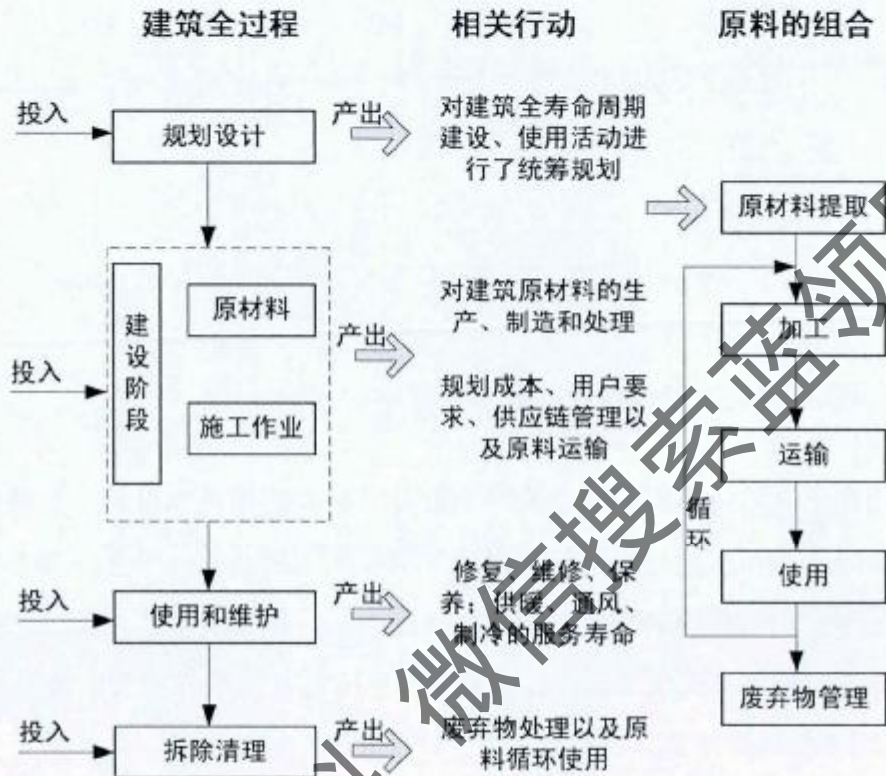 建筑全过程
相关行动
原料的组合
投入
规划设计
产出
对建筑全寿命周期
建设、使用活动进
行了统筹规划
原材料提取
投入
建设阶段
原材料
施工作业
产出
对建筑原材料的生
产、制造和处理
规划成本、用户要
求、供应链管理以
及原料运输
加工
运输
循环
使用
投入
使用和维护
产出
修复、维修、保
养；供暖、通风、
制冷的服务寿命
废弃物管理
投入
拆除清理
产出
废弃物处理以及原
料循环使用
微信搜索蓝领